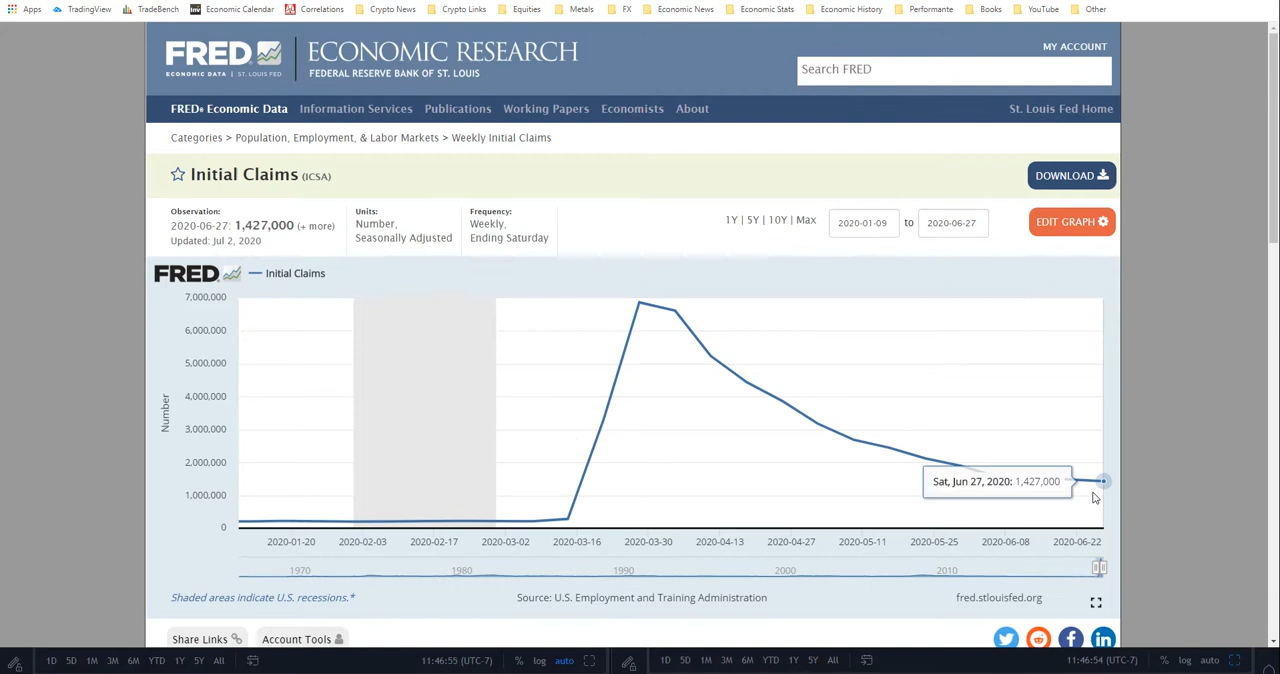 Apps TradingView TradeBench Economic Calendar Correlations Crypto News Crypto Links Equities Metals FX Economic News Economic Stats Economic History Performante Books YouTube Other
FRED ECONOMIC RESEARCH
ECONOMIC DATA | ST. LOUIS FED FEDERAL RESERVE BANK OF ST. LOUIS
MY ACCOUNT
Search FRED
FRED® Economic Data Information Services Publications Working Papers Economists About St. Louis Fed Home
Categories > Population, Employment, & Labor Markets > Weekly Initial Claims
Initial Claims (ICSA)
DOWNLOAD
Observation:
2020-06-27: 1,427,000 (+ more)
Updated: Jul 2, 2020
Units:
Number,
Seasonally Adjusted
Frequency:
Weekly,
Ending Saturday
1Y | 5Y | 10Y | Max 2020-01-09 to 2020-06-27
EDIT GRAPH
FRED Initial Claims
7,000,000
6,000,000
5,000,000
4,000,000
3,000,000
2,000,000
1,000,000
0
Number
Sat, Jun 27, 2020: 1,427,000
2020-01-20 2020-02-03 2020-02-17 2020-03-02 2020-03-16 2020-03-30 2020-04-13 2020-04-27 2020-05-11 2020-05-25 2020-06-08 2020-06-22
1970 1980 1990 2000 2010
Shaded areas indicate U.S. recessions.* Source: U.S. Employment and Training Administration fred.stlouisfed.org
Share Links Account Tools
1D 5D 1M 3M 6M YTD 1Y 5Y All 11:46:55 (UTC-7) % log auto 1D 5D 1M 3M 6M YTD 1Y 5Y All 11:46:54 (UTC-7) % log auto